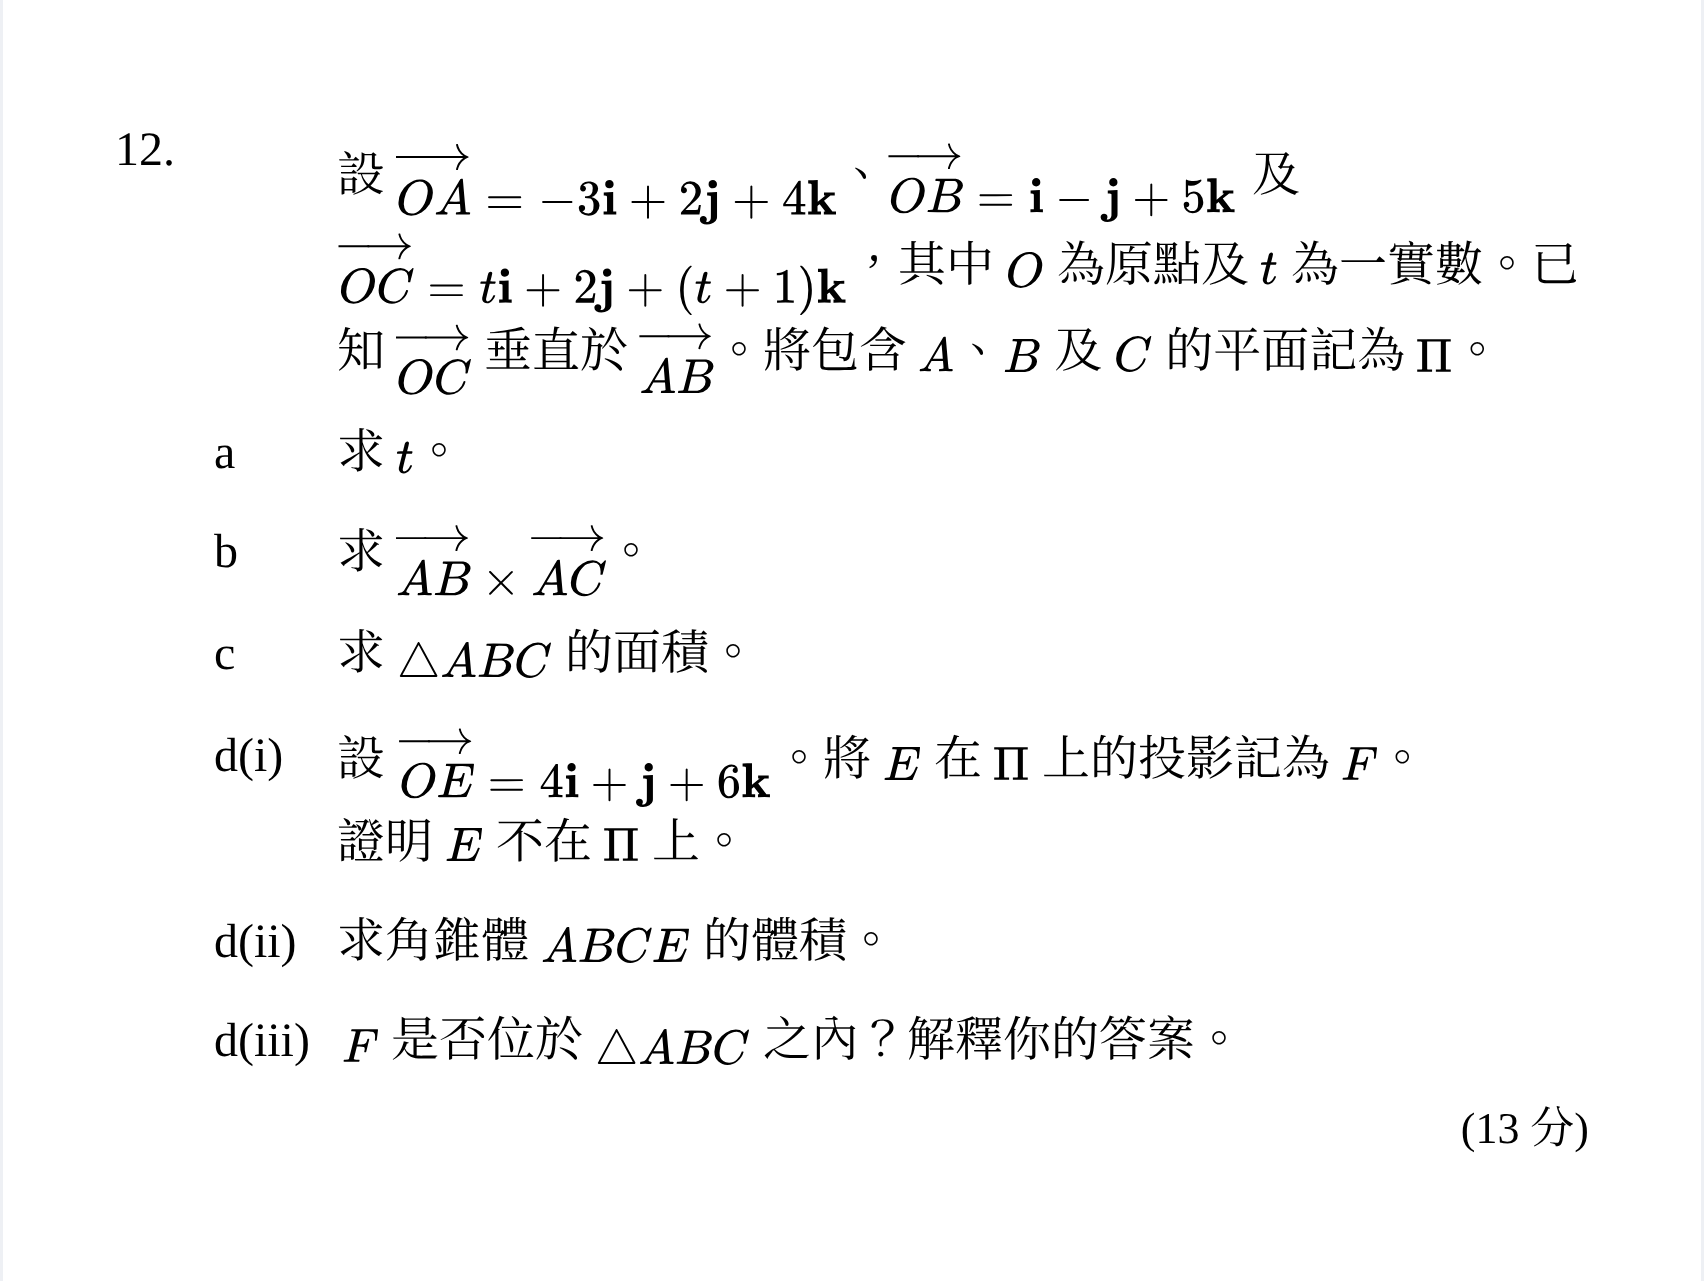 12.
設 $\overrightarrow{OA} = -3\mathbf{i} + 2\mathbf{j} + 4\mathbf{k}$、$\overrightarrow{OB} = \mathbf{i} - \mathbf{j} + 5\mathbf{k}$ 及
$\overrightarrow{OC} = t\mathbf{i} + 2\mathbf{j} + (t + 1)\mathbf{k}$，其中 $O$ 為原點及 $t$ 為一實數。已
知 $\overrightarrow{OC}$ 垂直於 $\overrightarrow{AB}$。將包含 $A$、$B$ 及 $C$ 的平面記為 $\Pi$。
a 求 $t$。
b 求 $\overrightarrow{AB} \times \overrightarrow{AC}$。
c 求 $\triangle ABC$ 的面積。
d(i) 設 $\overrightarrow{OE} = 4\mathbf{i} + \mathbf{j} + 6\mathbf{k}$。將 $E$ 在 $\Pi$ 上的投影記為 $F$。
證明 $E$ 不在 $\Pi$ 上。
d(ii) 求角錐體 $ABCE$ 的體積。
d(iii) $F$ 是否位於 $\triangle ABC$ 之內？解釋你的答案。
(13 分)